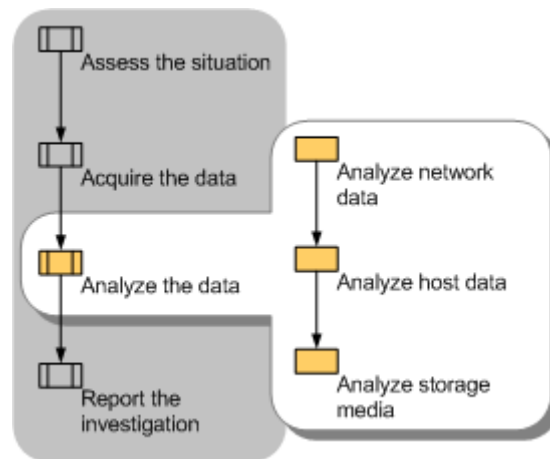 Assess the situation
Acquire the data
Analyze the data
Report the
investigation
Analyze network
data
Analyze host data
Analyze storage
media